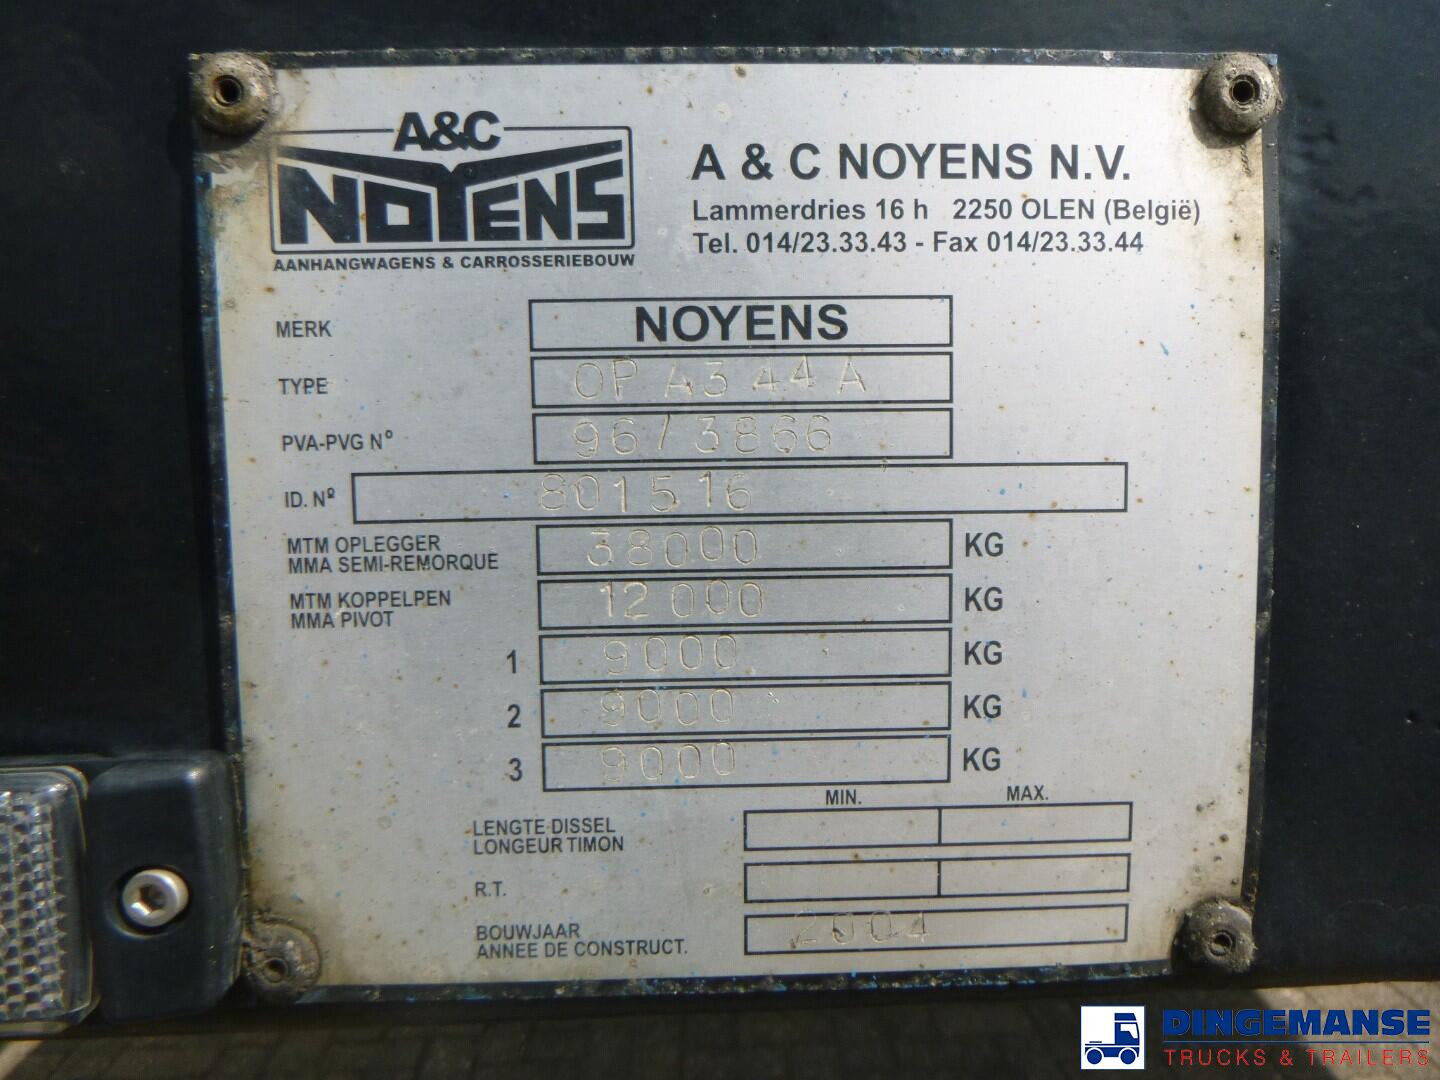 A&C
NOYENS
AANHANGWAGENS & CARROSSERIEBOUW
A & C NOYENS N.V.
Lammerdries 16 h 2250 OLEN (België)
Tel. 014/23.33.43 - Fax 014/23.33.44
MERK NOYENS
TYPE OP A3 44 A
PVA-PVG N° 96/3866
ID. Nº 801516
MTM OPLEGGER
MMA SEMI-REMORQUE 38000 KG
MTM KOPPELPEN
MMA PIVOT 12000 KG
1 9000 KG
2 9000 KG
3 9000 KG
MIN. MAX.
LENGTE DISSEL
LONGEUR TIMON
R.T.
BOUWJAAR
ANNEE DE CONSTRUCT. 2004
DINGEMANSE
TRUCKS & TRAILERS